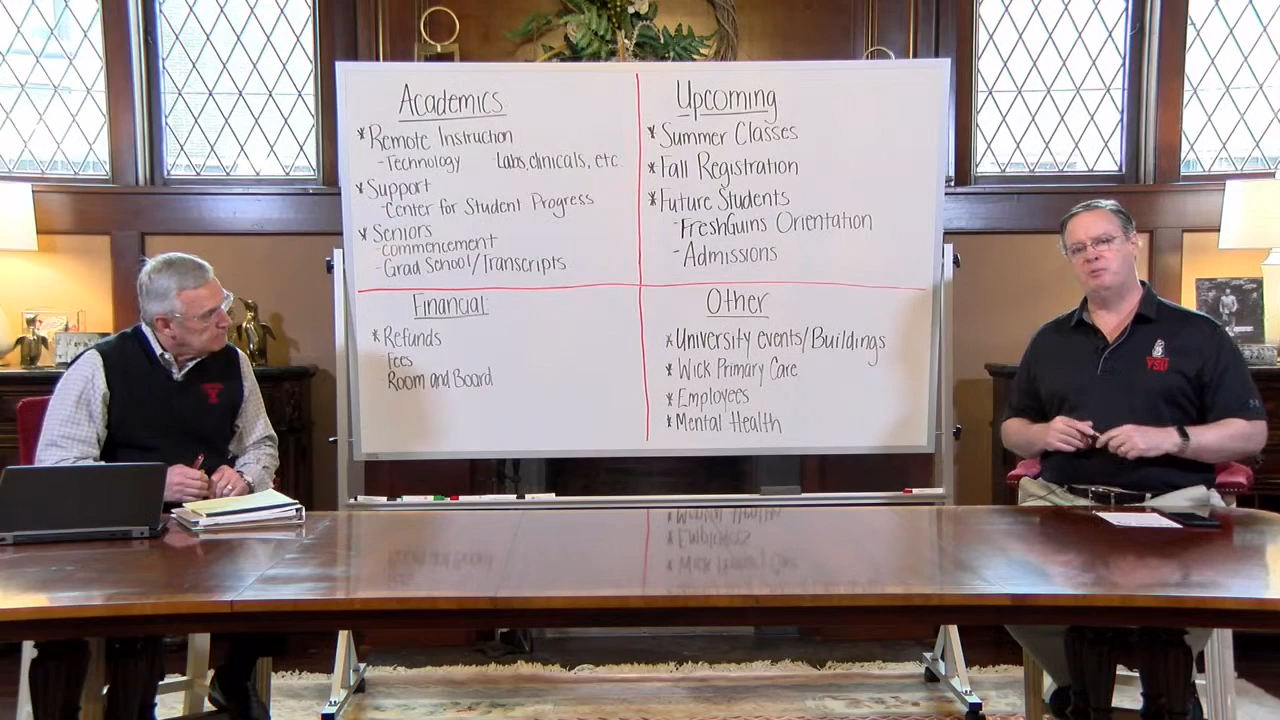 Academics
* Remote Instruction
- Technology - Labs, clinicals, etc
* Support
- Center for Student Progress
* Seniors
- commencement
- Grad School/Transcripts
Upcoming
* Summer Classes
* Fall Registration
* Future Students
- FreshGuins Orientation
- Admissions
Financial
* Refunds
Fees
Room and Board
Other
* University events/Buildings
* Wick Primary Care
* Employees
* Mental Health
YSU